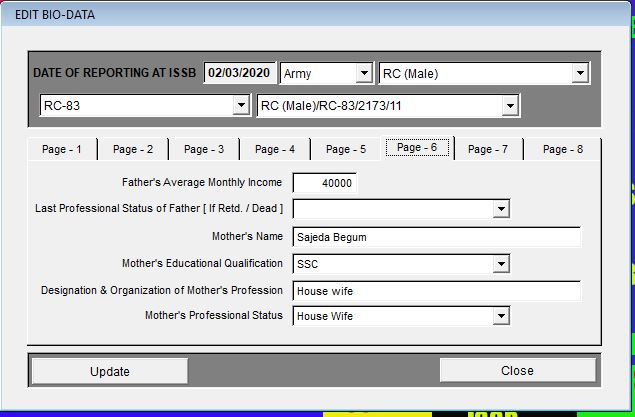 EDIT BIO-DATA
DATE OF REPORTING AT ISSB 02/03/2020 Army RC (Male)
RC-83 RC (Male)/RC-83/2173/11
Page - 1 Page - 2 Page - 3 Page - 4 Page - 5 Page - 6 Page - 7 Page - 8
Father's Average Monthly Income 40000
Last Professional Status of Father [ If Retd. / Dead ]
Mother's Name Sajeda Begum
Mother's Educational Qualification SSC
Designation & Organization of Mother's Profession House wife
Mother's Professional Status House Wife
Update Close